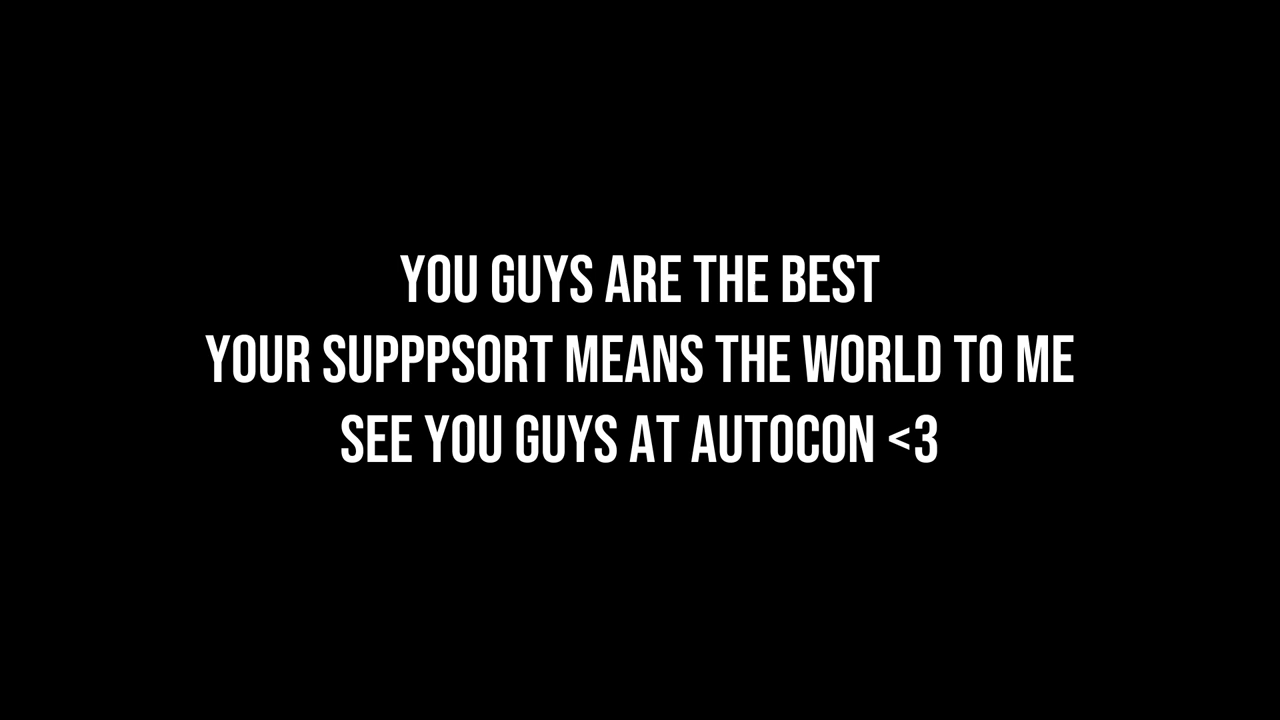 YOU GUYS ARE THE BEST
YOUR SUPPPSORT MEANS THE WORLD TO ME
SEE YOU GUYS AT AUTOCON <3